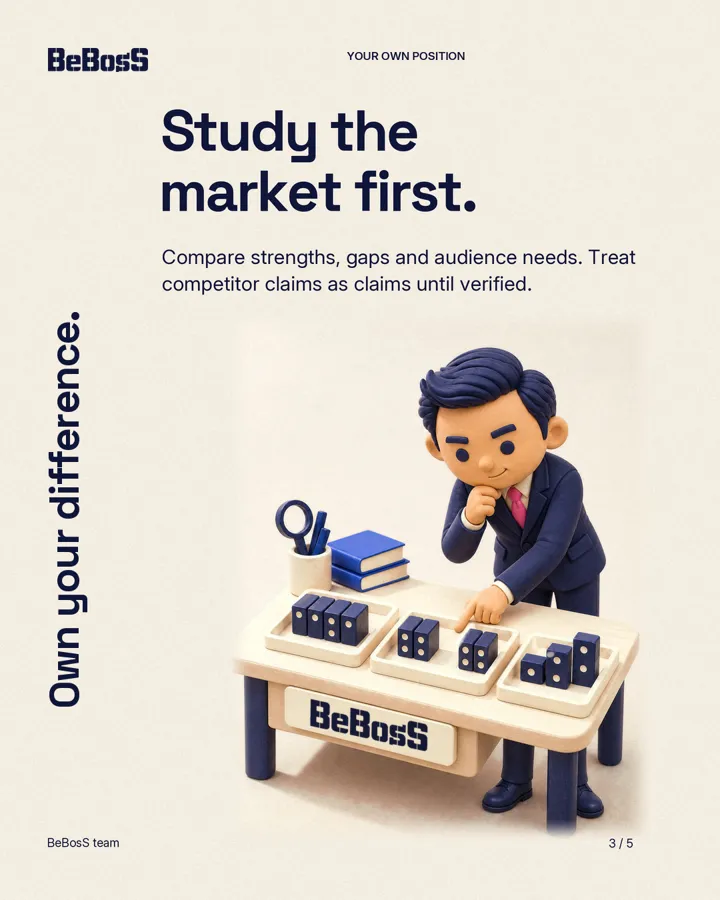 BeBosS
YOUR OWN POSITION
Study the
market first.
Compare strengths, gaps and audience needs. Treat
competitor claims as claims until verified.
Own your difference.
BeBosS
BeBosS team
3 / 5